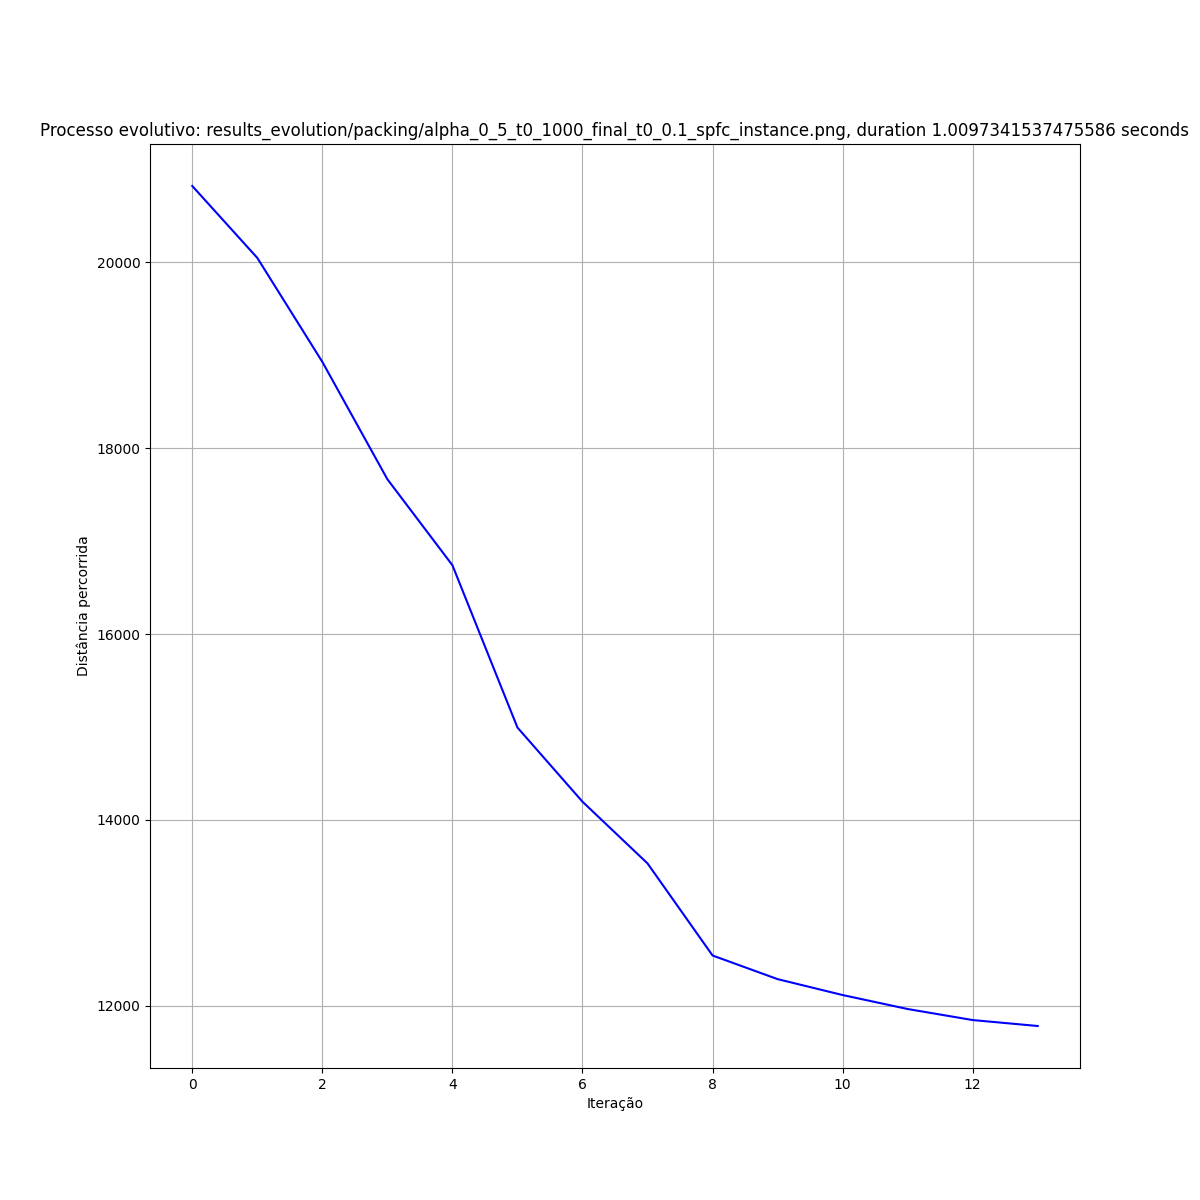 Processo evolutivo: results_evolution/packing/alpha_0_5_t0_1000_final_t0_0.1_spfc_instance.png, duration 1.0097341537475586 seconds
Distância percorrida
20000
18000
16000
14000
12000
0 2 4 6 8 10 12
Iteração